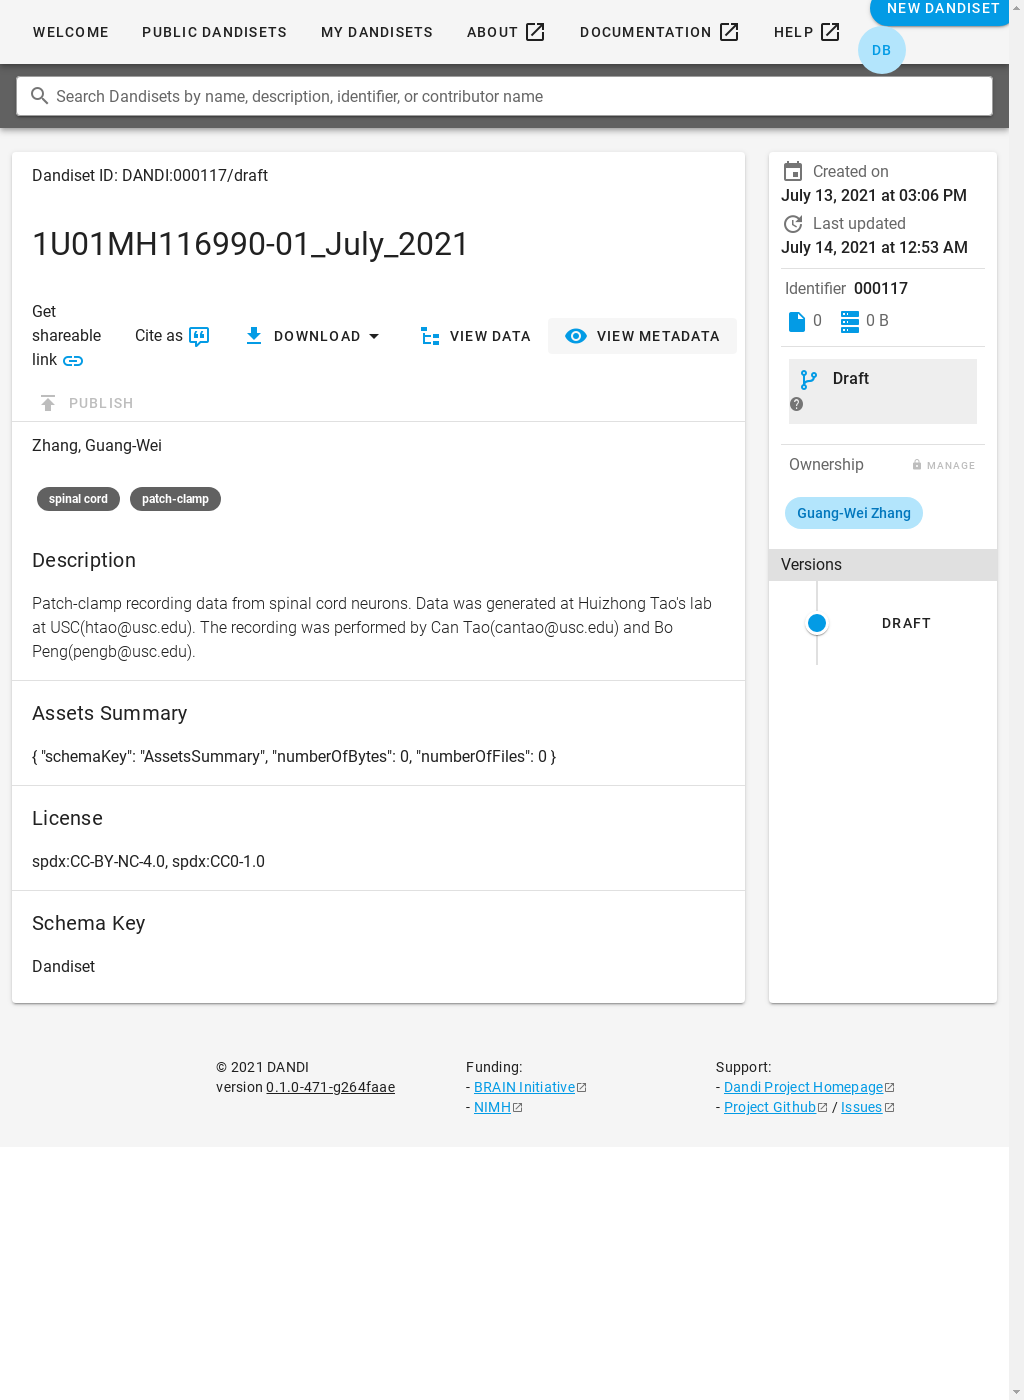 WELCOME PUBLIC DANDISETS MY DANDISETS ABOUT DOCUMENTATION HELP NEW DANDISET
DB
Search Dandisets by name, description, identifier, or contributor name
Dandiset ID: DANDI:000117/draft
1U01MH116990-01_July_2021
Get
shareable
link
Cite as
DOWNLOAD
VIEW DATA
VIEW METADATA
PUBLISH
Zhang, Guang-Wei
spinal cord patch-clamp
Description
Patch-clamp recording data from spinal cord neurons. Data was generated at Huizhong Tao's lab
at USC(htao@usc.edu). The recording was performed by Can Tao(cantao@usc.edu) and Bo
Peng(pengb@usc.edu).
Assets Summary
{ "schemaKey": "AssetsSummary", "numberOfBytes": 0, "numberOfFiles": 0 }
License
spdx:CC-BY-NC-4.0, spdx:CC0-1.0
Schema Key
Dandiset
Created on
July 13, 2021 at 03:06 PM
Last updated
July 14, 2021 at 12:53 AM
Identifier 000117
0 0 B
Draft
Ownership MANAGE
Guang-Wei Zhang
Versions
DRAFT
© 2021 DANDI
version 0.1.0-471-g264faae
Funding:
- BRAIN Initiative
- NIMH
Support:
- Dandi Project Homepage
- Project Github / Issues